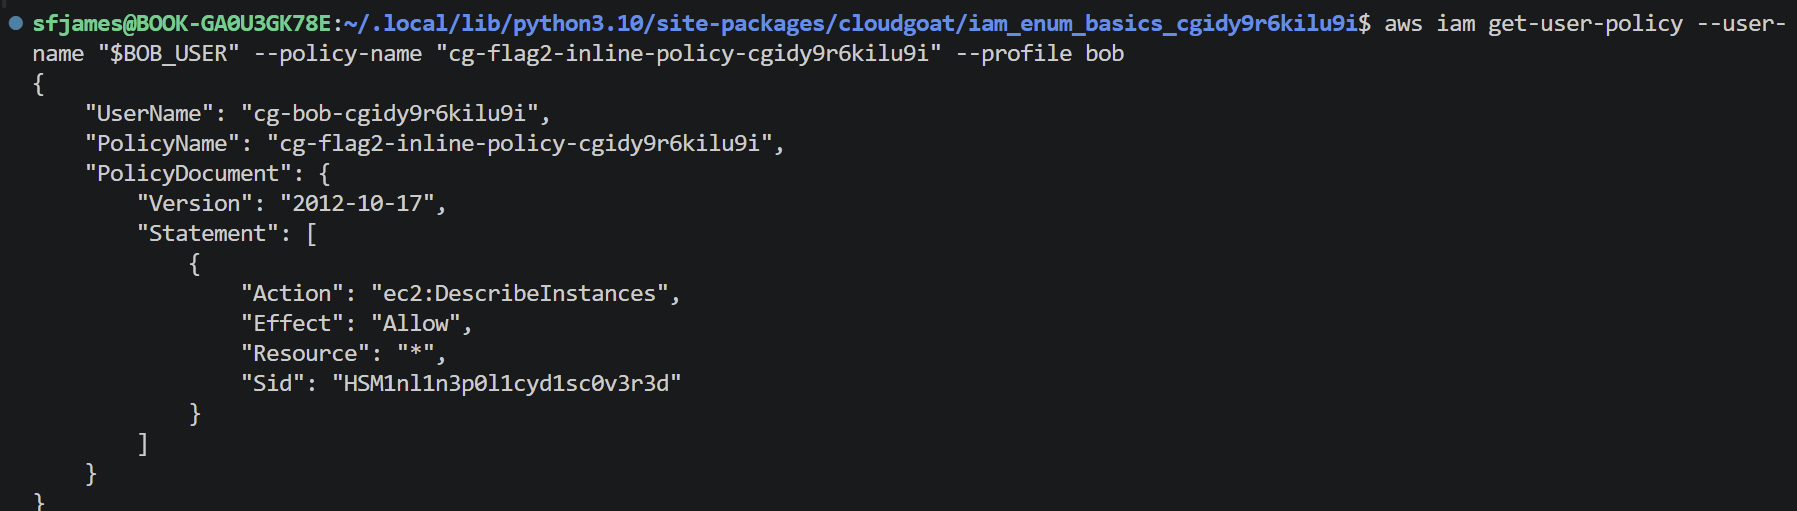 sfjames@BOOK-GA0U3GK78E:~/.local/lib/python3.10/site-packages/cloudgoat/iam_enum_basics_cgidy9r6kilu9i$ aws iam get-user-policy --user-
name "$BOB_USER" --policy-name "cg-flag2-inline-policy-cgidy9r6kilu9i" --profile bob
{
    "UserName": "cg-bob-cgidy9r6kilu9i",
    "PolicyName": "cg-flag2-inline-policy-cgidy9r6kilu9i",
    "PolicyDocument": {
        "Version": "2012-10-17",
        "Statement": [
            {
                "Action": "ec2:DescribeInstances",
                "Effect": "Allow",
                "Resource": "*",
                "Sid": "HSM1nl1n3p0l1cyd1sc0v3r3d"
            }
        ]
    }
}